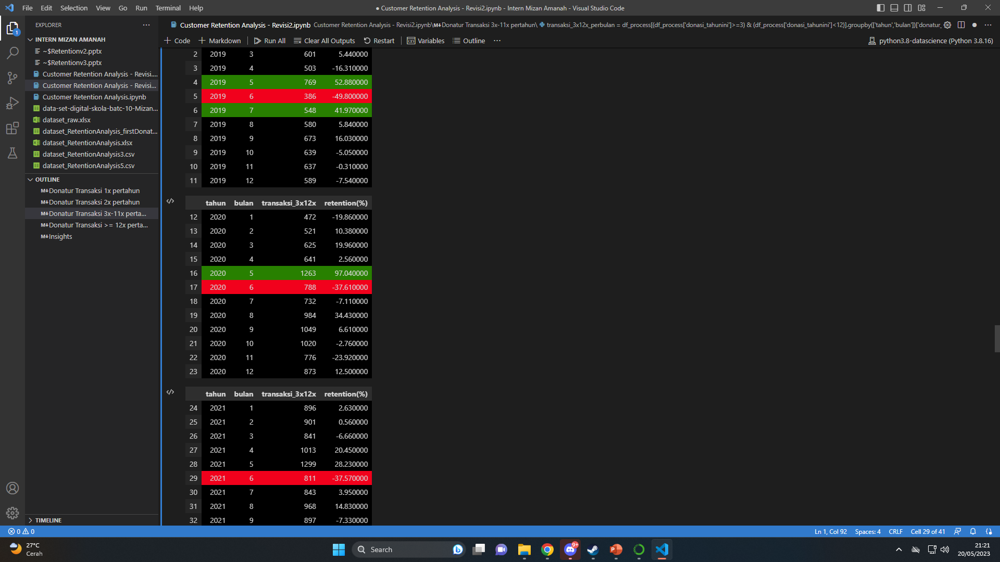 File Edit Selection View Go Run Terminal Help
● Customer Retention Analysis - Revisi2.ipynb - Intern Mizan Amanah - Visual Studio Code
EXPLORER
1
INTERN MIZAN AMANAH
~$Retentionv2.pptx
~$Retentionv3.pptx
Customer Retention Analysis - Revisi....
Customer Retention Analysis - Revisi...
Customer Retention Analysis.ipynb
data-set-digital-skola-batc-10-Mizan...
dataset_raw.xlsx
dataset_RetentionAnalysis_firstDonat...
dataset_RetentionAnalysis.xlsx
dataset_RetentionAnalysis3.csv
dataset_RetentionAnalysis5.csv
OUTLINE
M↓Donatur Transaksi 1x pertahun
M↓Donatur Transaksi 2x pertahun
M↓Donatur Transaksi 3x-11x perta...
M↓Donatur Transaksi >= 12x perta...
M↓Insights
TIMELINE
Customer Retention Analysis - Revisi2.ipynb Customer Retention Analysis - Revisi2.ipynb\M↓Donatur Transaksi 3x-11x pertahun\ transaksi_3x12x_perbulan = df_process[(df_process['donasi_tahunini']>=3) & (df_process['donasi_tahunini']<12)].groupby(['tahun','bulan'])['donatur_
+ Code + Markdown Run All Clear All Outputs Restart Variables Outline ...
python3.8-datascience (Python 3.8.16)
2 2019 3 601 5.440000
3 2019 4 503 -16.310000
4 2019 5 769 52.880000
5 2019 6 386 -49.800000
6 2019 7 548 41.970000
7 2019 8 580 5.840000
8 2019 9 673 16.030000
9 2019 10 639 -5.050000
10 2019 11 637 -0.310000
11 2019 12 589 -7.540000
tahun bulan transaksi_3x12x retention(%)
12 2020 1 472 -19.860000
13 2020 2 521 10.380000
14 2020 3 625 19.960000
15 2020 4 641 2.560000
16 2020 5 1263 97.040000
17 2020 6 788 -37.610000
18 2020 7 732 -7.110000
19 2020 8 984 34.430000
20 2020 9 1049 6.610000
21 2020 10 1020 -2.760000
22 2020 11 776 -23.920000
23 2020 12 873 12.500000
tahun bulan transaksi_3x12x retention(%)
24 2021 1 896 2.630000
25 2021 2 901 0.560000
26 2021 3 841 -6.660000
27 2021 4 1013 20.450000
28 2021 5 1299 28.230000
29 2021 6 811 -37.570000
30 2021 7 843 3.950000
31 2021 8 968 14.830000
32 2021 9 897 -7.330000
0 0
Ln 1, Col 92 Spaces: 4 CRLF Cell 29 of 41
27°C
Cerah
Search
9+
21:21
20/05/2023